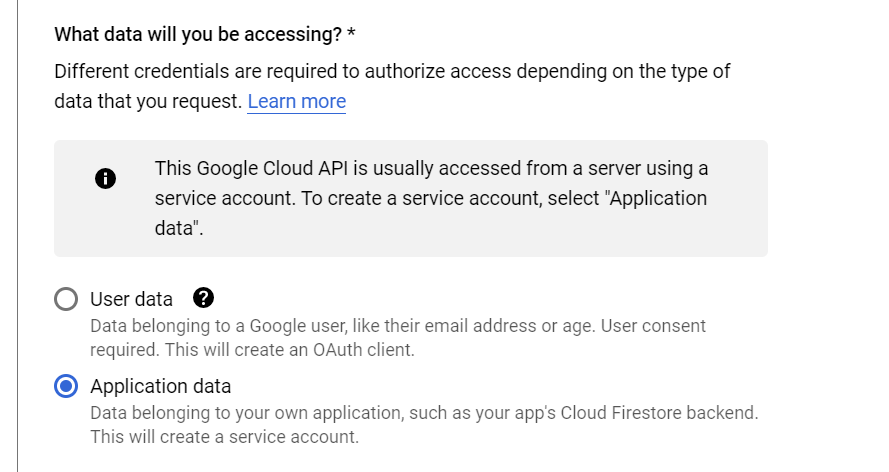 What data will you be accessing? *
Different credentials are required to authorize access depending on the type of
data that you request. Learn more
This Google Cloud API is usually accessed from a server using a
service account. To create a service account, select "Application
data".
User data
Data belonging to a Google user, like their email address or age. User consent
required. This will create an OAuth client.
Application data
Data belonging to your own application, such as your app's Cloud Firestore backend.
This will create a service account.